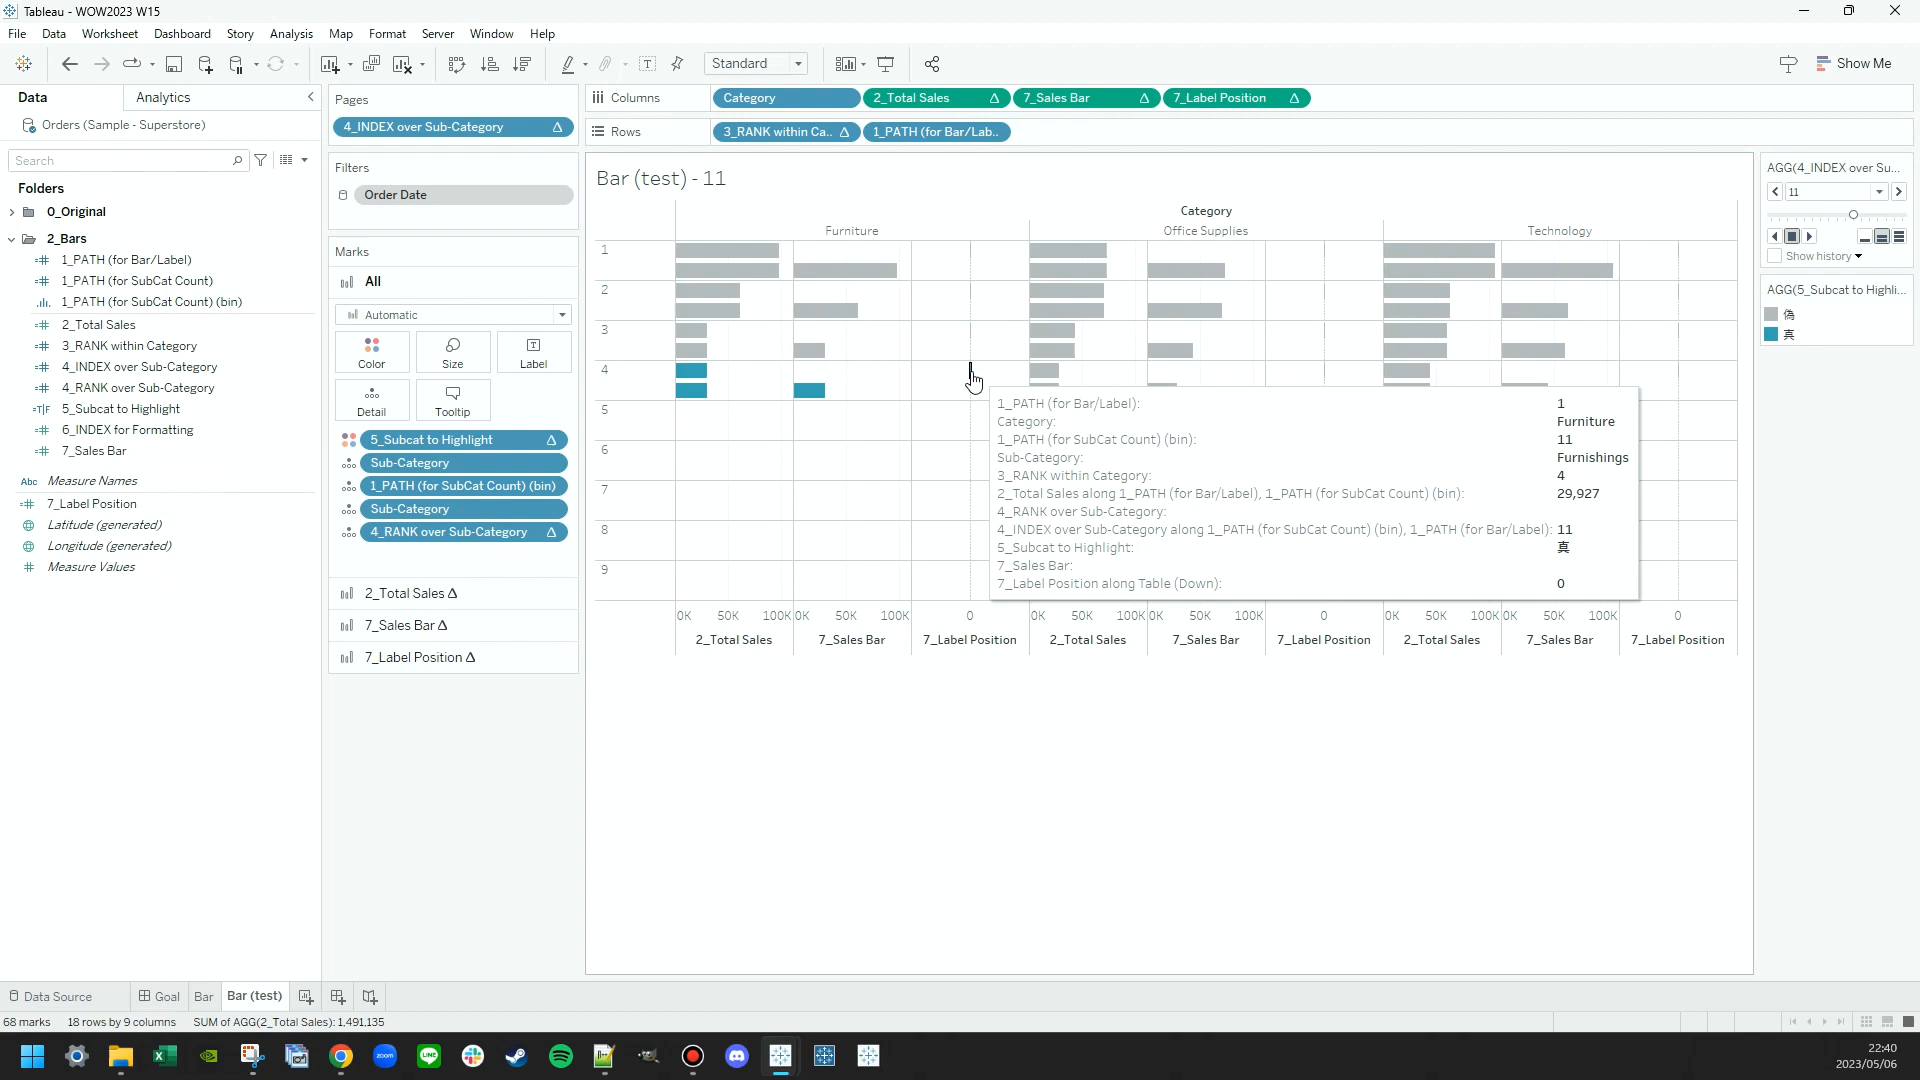 Tableau - WOW2023 W15
File Data Worksheet Dashboard Story Analysis Map Format Server Window Help
Standard
Show Me
Data Analytics
Orders (Sample - Superstore)
Search
Folders
0_Original
2_Bars
1_PATH (for Bar/Label)
1_PATH (for SubCat Count)
1_PATH (for SubCat Count) (bin)
2_Total Sales
3_RANK within Category
4_INDEX over Sub-Category
4_RANK over Sub-Category
=T|F 5_Subcat to Highlight
6_INDEX for Formatting
7_Sales Bar
Abc Measure Names
7_Label Position
Latitude (generated)
Longitude (generated)
Measure Values
Pages
4_INDEX over Sub-Category
Filters
Order Date
Marks
All
Automatic
Color Size Label
Detail Tooltip
5_Subcat to Highlight
Sub-Category
1_PATH (for SubCat Count) (bin)
Sub-Category
4_RANK over Sub-Category
2_Total Sales Δ
7_Sales Bar Δ
7_Label Position Δ
Columns Category 2_Total Sales 7_Sales Bar 7_Label Position
Rows 3_RANK within Ca.. 1_PATH (for Bar/Lab..
Bar (test) - 11
Category
Furniture Office Supplies Technology
1
2
3
4
5
6
7
8
9
1_PATH (for Bar/Label): 1
Category: Furniture
1_PATH (for SubCat Count) (bin): 11
Sub-Category: Furnishings
3_RANK within Category: 4
2_Total Sales along 1_PATH (for Bar/Label), 1_PATH (for SubCat Count) (bin): 29,927
4_RANK over Sub-Category:
4_INDEX over Sub-Category along 1_PATH (for SubCat Count) (bin), 1_PATH (for Bar/Label): 11
5_Subcat to Highlight: 真
7_Sales Bar:
7_Label Position along Table (Down): 0
0K 50K 100K 0K 50K 100K 0 0K 50K 100K 0K 50K 100K 0 0K 50K 100K 0K 50K 100K 0
2_Total Sales 7_Sales Bar 7_Label Position 2_Total Sales 7_Sales Bar 7_Label Position 2_Total Sales 7_Sales Bar 7_Label Position
AGG(4_INDEX over Su...
11
Show history
AGG(5_Subcat to Highli...
偽
真
Data Source Goal Bar Bar (test)
68 marks 18 rows by 9 columns SUM of AGG(2_Total Sales): 1,491,135
zoom
LINE
22:40
2023/05/06